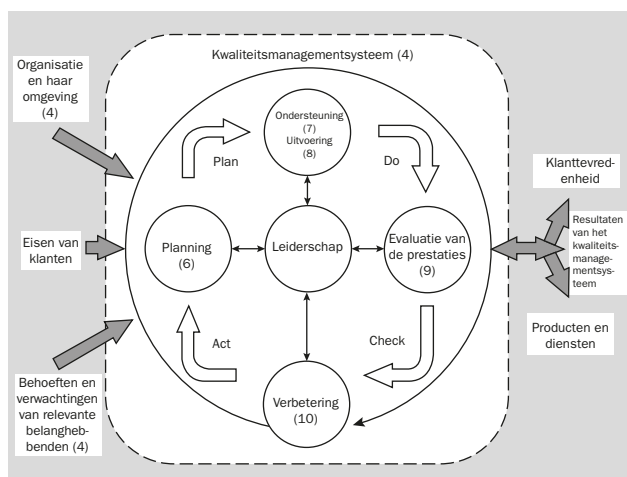 Kwaliteitsmanagementsysteem (4)
Organisatie
en haar
omgeving
(4)
Ondersteuning
(7)
Uitvoering
(8)
Plan
Do
Klanttevred-
enheid
Eisen van
klanten
Planning
(6)
Leiderschap
Evaluatie van
de prestaties
(9)
Resultaten
van het
kwaliteits-
manage-
mentsys-
teem
Act
Check
Producten en
diensten
Behoeften en
verwachtingen
van relevante
belangheb-
benden (4)
Verbetering
(10)